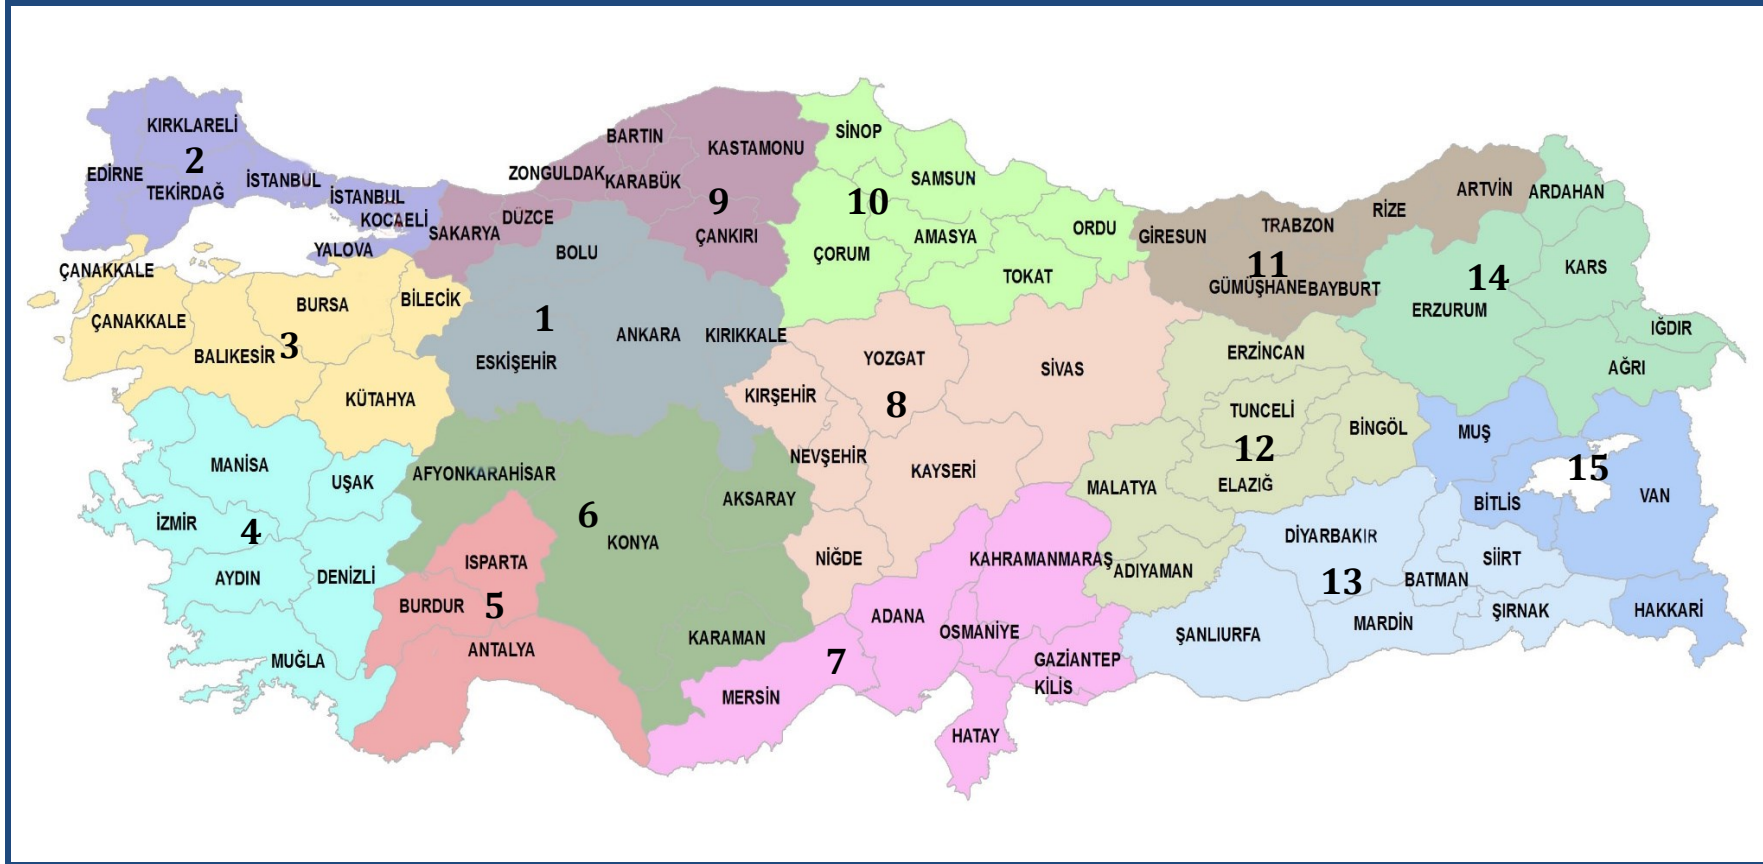 KIRKLARELİ
2
EDİRNE
TEKİRDAĞ
İSTANBUL
İSTANBUL
KOCAELİ
YALOVA
ÇANAKKALE
ÇANAKKALE
BURSA
BİLECİK
BALIKESİR
3
KÜTAHYA
MANİSA
UŞAK
İZMİR
4
AYDIN
DENİZLİ
MUĞLA
ISPARTA
BURDUR
5
ANTALYA
AFYONKARAHİSAR
6
KONYA
AKSARAY
KARAMAN
BOLU
1
ANKARA
KIRIKKALE
ESKİŞEHİR
BARTIN
KASTAMONU
ZONGULDAK
KARABÜK
9
DÜZCE
SAKARYA
ÇANKIRI
SİNOP
SAMSUN
10
ORDU
AMASYA
ÇORUM
TOKAT
YOZGAT
SİVAS
KIRŞEHİR
8
NEVŞEHİR
KAYSERİ
NİĞDE
KAHRAMANMARAŞ
ADANA
OSMANİYE
7
GAZİANTEP
KİLİS
MERSİN
HATAY
ARTVİN
RİZE
TRABZON
GİRESUN
11
GÜMÜŞHANE
BAYBURT
ERZİNCAN
TUNCELİ
BİNGÖL
12
MALATYA
ELAZIĞ
ADIYAMAN
DİYARBAKIR
SİİRT
13
BATMAN
ŞIRNAK
MARDİN
ŞANLIURFA
ARDAHAN
KARS
14
ERZURUM
IĞDIR
AĞRI
MUŞ
15
VAN
BİTLİS
HAKKARİ